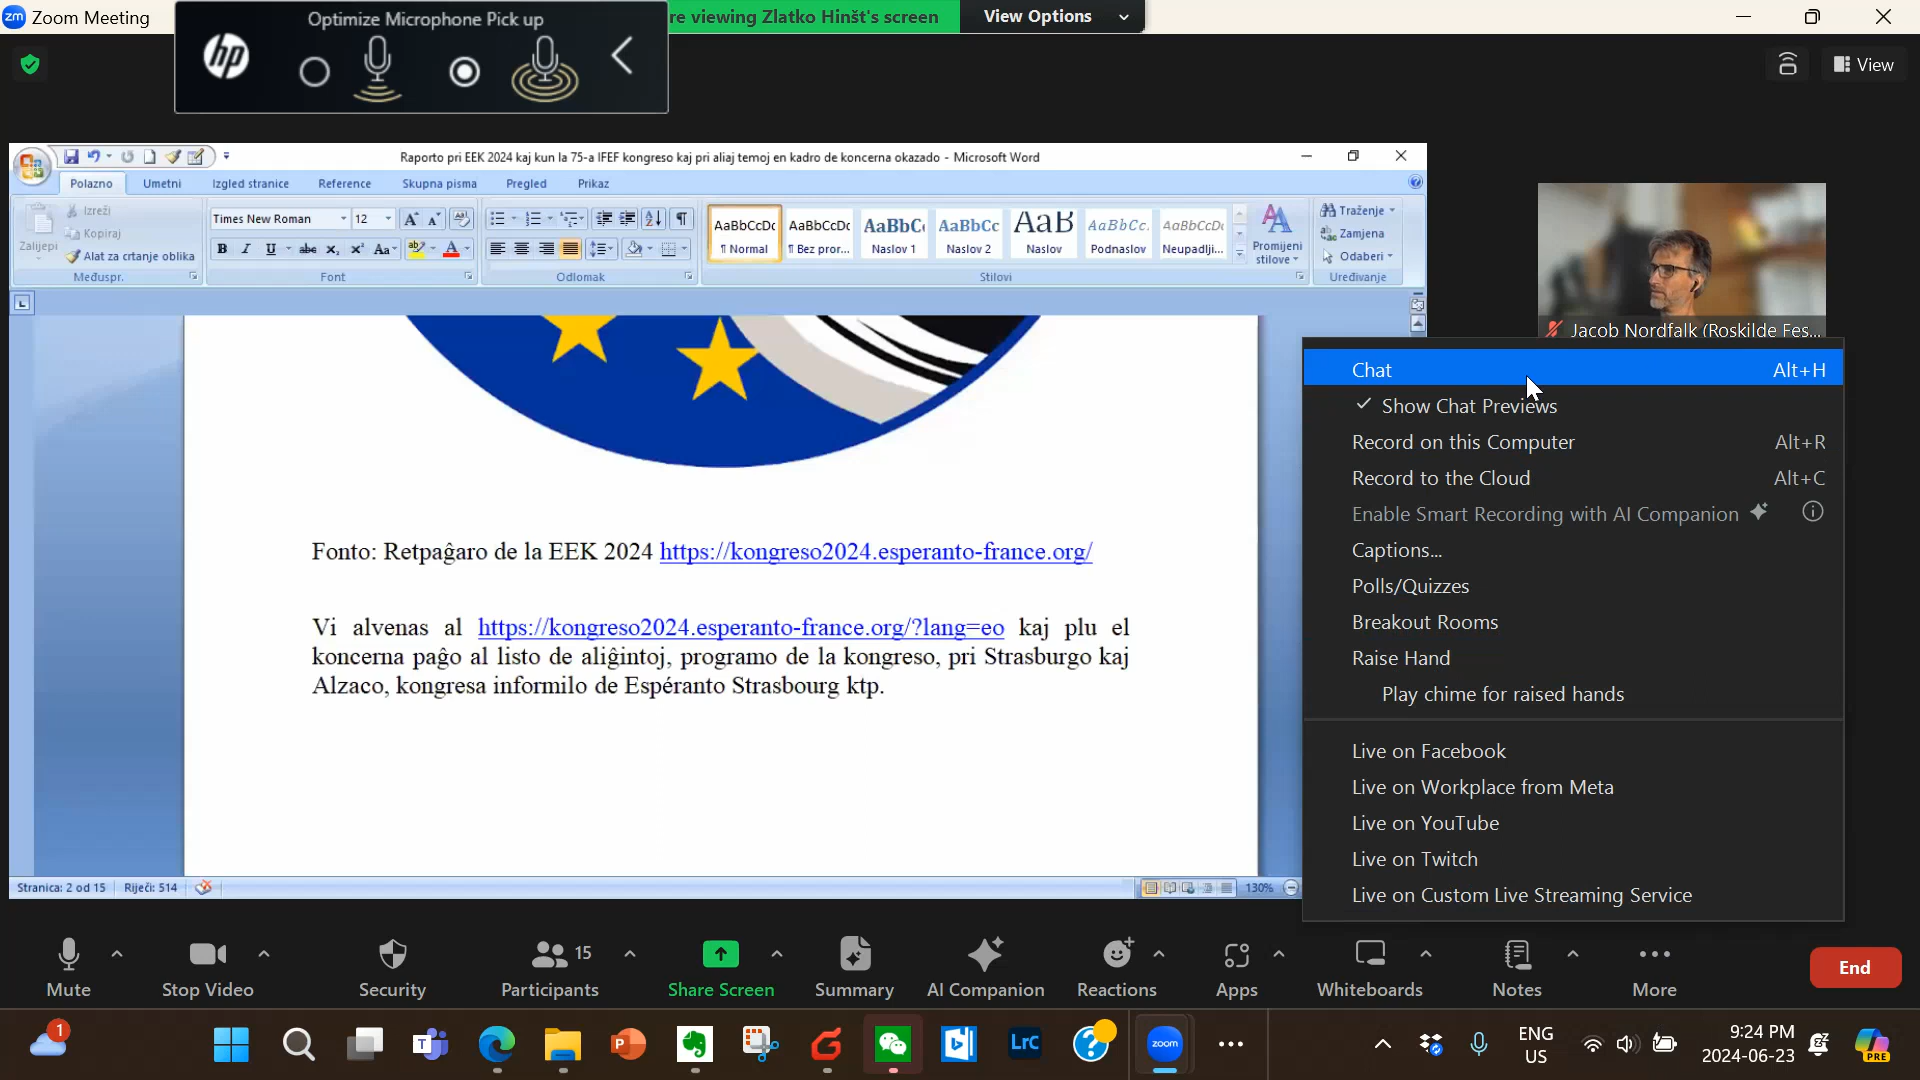 Zoom Meeting
Optimize Microphone Pick up
re viewing Zlatko Hinšt's screen
View Options
View
Raporto pri EEK 2024 kaj kun la 75-a IFEF kongreso kaj pri aliaj temoj en kadro de koncerna okazado - Microsoft Word
Polazno Umetni Izgled stranice Reference Skupna pisma Pregled Prikaz
Zalijepi
Izreži
Kopiraj
Alat za crtanje oblika
Međuspr.
Times New Roman 12
Font
Odlomak
AaBbCcDc AaBbCcDc AaBbC AaBbCc AaB AaBbCc. AaBbCcDc
¶ Normal ¶ Bez pror... Naslov 1 Naslov 2 Naslov Podnaslov Neupadlji...
Stilovi
Promijeni stilove
Traženje
Zamjena
Odaberi
Uređivanje
Fonto: Retpaĝaro de la EEK 2024 https://kongreso2024.esperanto-france.org/
Vi alvenas al https://kongreso2024.esperanto-france.org/?lang=eo kaj plu el
koncerna paĝo al listo de aliĝintoj, programo de la kongreso, pri Strasburgo kaj
Alzaco, kongresa informilo de Espéranto Strasbourg ktp.
Stranica: 2 od 15 Riječi: 514 130%
Jacob Nordfalk (Roskilde Fes...
Chat Alt+H
Show Chat Previews
Record on this Computer Alt+R
Record to the Cloud Alt+C
Enable Smart Recording with AI Companion
Captions...
Polls/Quizzes
Breakout Rooms
Raise Hand
Play chime for raised hands
Live on Facebook
Live on Workplace from Meta
Live on YouTube
Live on Twitch
Live on Custom Live Streaming Service
15
Mute Stop Video Security Participants Share Screen Summary AI Companion Reactions Apps Whiteboards Notes More
End
1
LrC
zoom
ENG
US
9:24 PM
2024-06-23
PRE